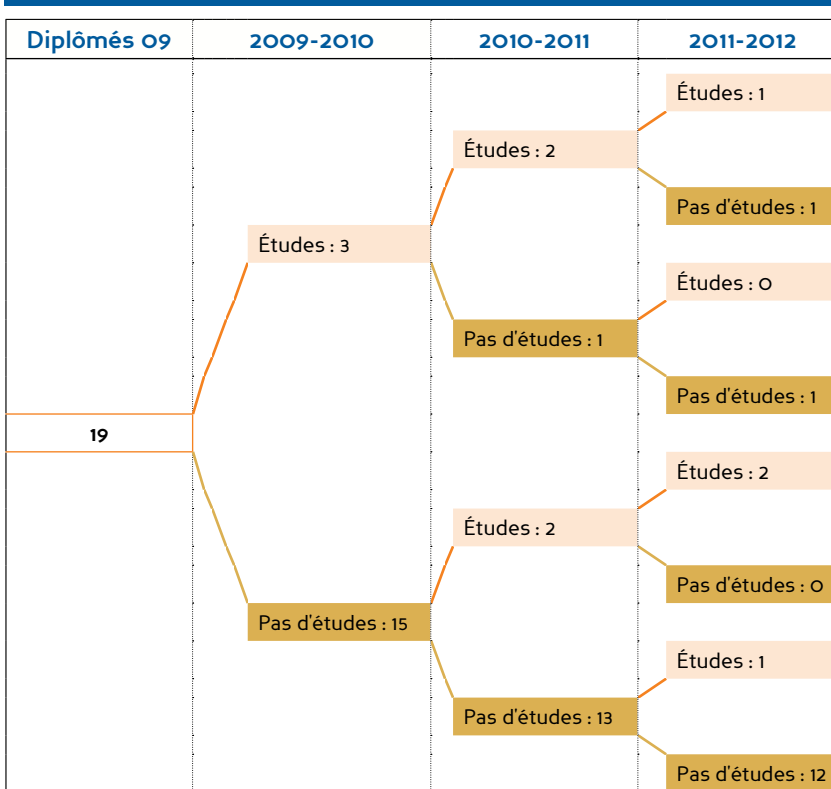 Diplômés 09 2009-2010 2010-2011 2011-2012
Études : 1
Études : 2
Pas d'études : 1
Études : 3
Études : 0
Pas d'études : 1
Pas d'études : 1
19
Études : 2
Études : 2
Pas d'études : 0
Pas d'études : 15
Études : 1
Pas d'études : 13
Pas d'études : 12